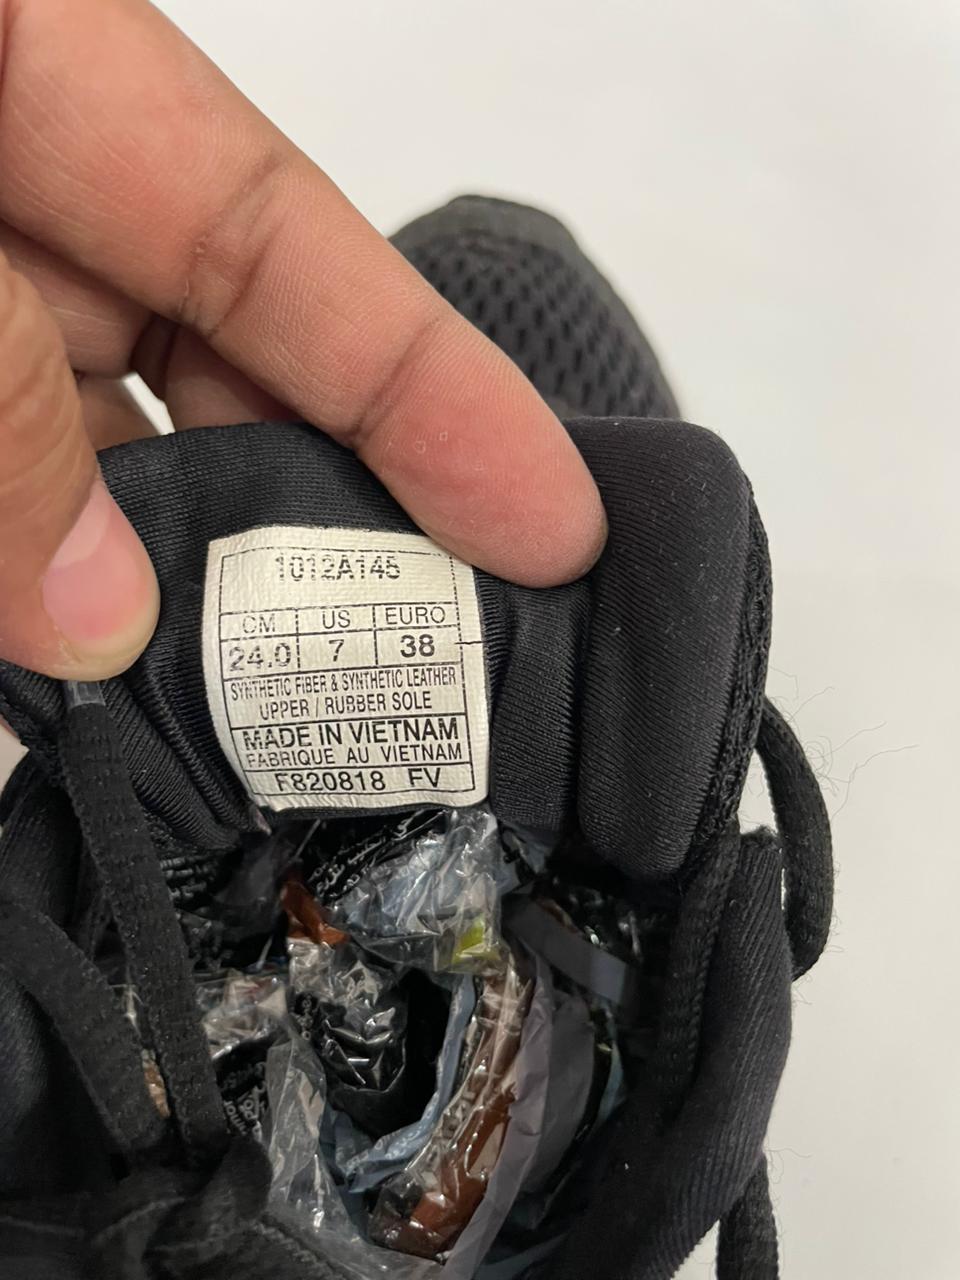 1012A145
CM US EURO
24.0 7 38
SYNTHETIC FIBER & SYNTHETIC LEATHER
UPPER / RUBBER SOLE
MADE IN VIETNAM
FABRIQUE AU VIETNAM
F820818 FV